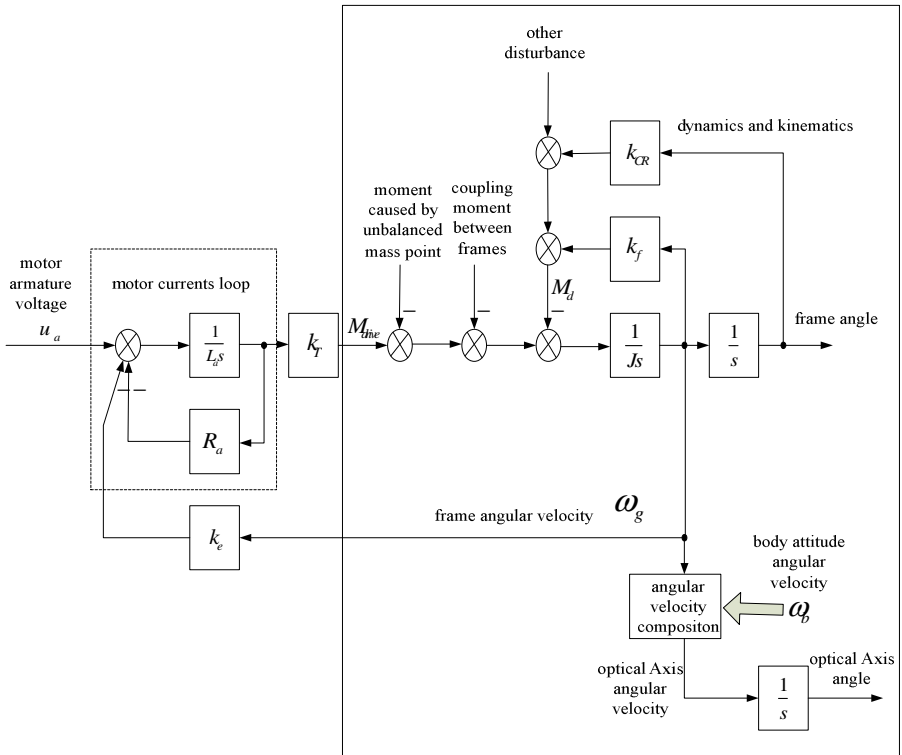 other
disturbance
dynamics and kinematics
k_CR
moment
caused by
unbalanced
mass point
coupling
moment
between
frames
k_f
motor
armature
voltage
u_a
motor currents loop
M_d
M_drive
1
L_a s
k_T
1
Js
1
s
frame angle
R_a
frame angular velocity ω_g
k_e
body attitude
angular
velocity
ω_b
angular
velocity
compositon
optical Axis
angular
velocity
1
s
optical Axis
angle